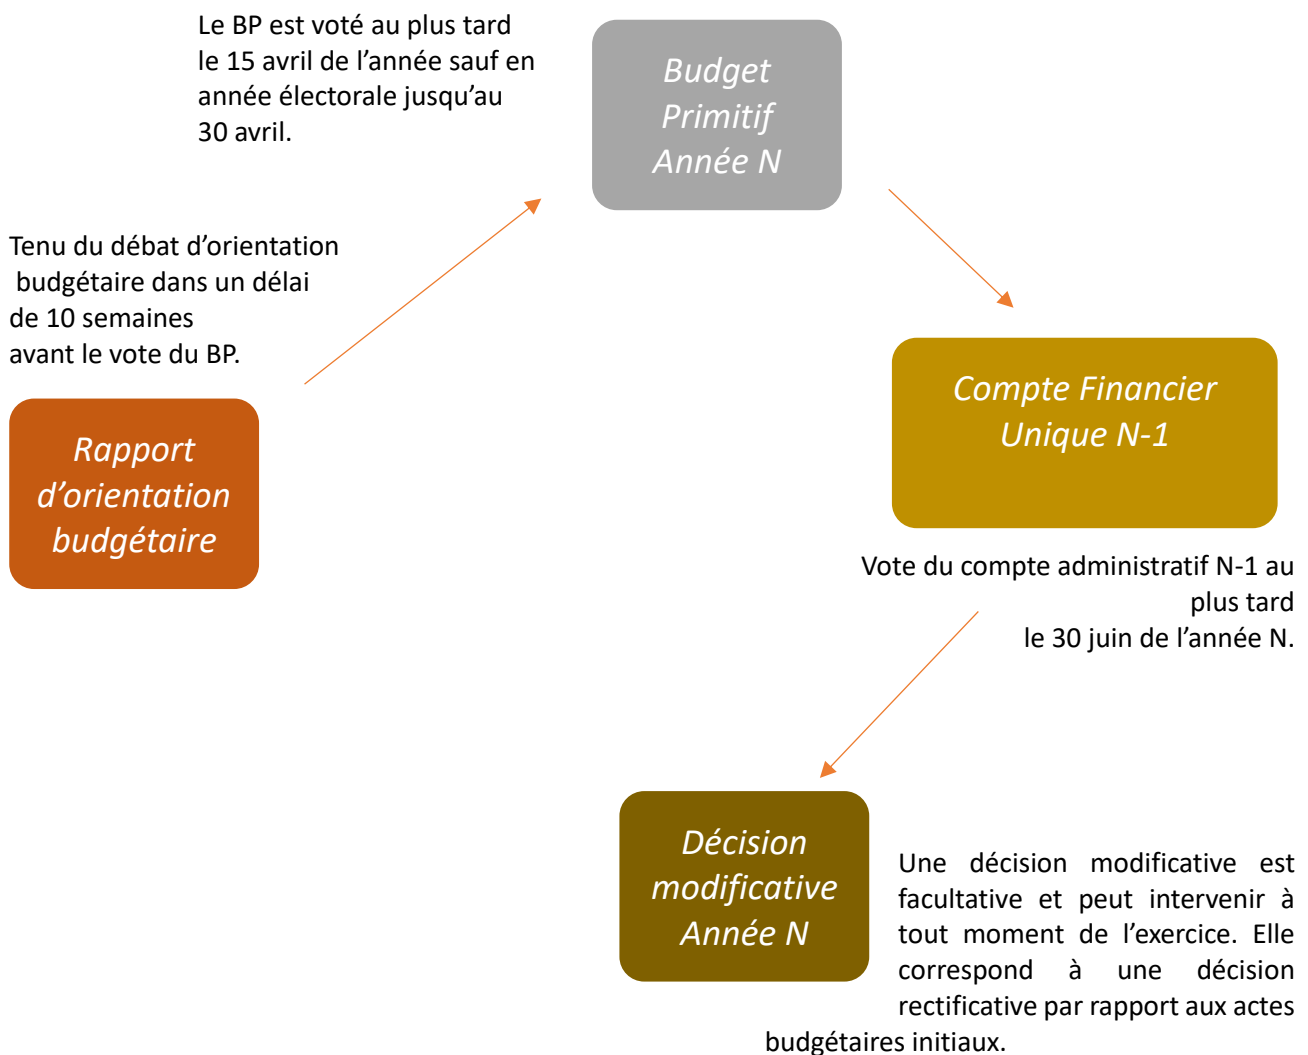 Le BP est voté au plus tard
le 15 avril de l’année sauf en
année électorale jusqu’au
30 avril.
Budget
Primitif
Année N
Tenu du débat d’orientation
budgétaire dans un délai
de 10 semaines
avant le vote du BP.
Rapport
d’orientation
budgétaire
Compte Financier
Unique N-1
Vote du compte administratif N-1 au
plus tard
le 30 juin de l’année N.
Décision
modificative
Année N
Une décision modificative est
facultative et peut intervenir à
tout moment de l’exercice. Elle
correspond à une décision
rectificative par rapport aux actes
budgétaires initiaux.